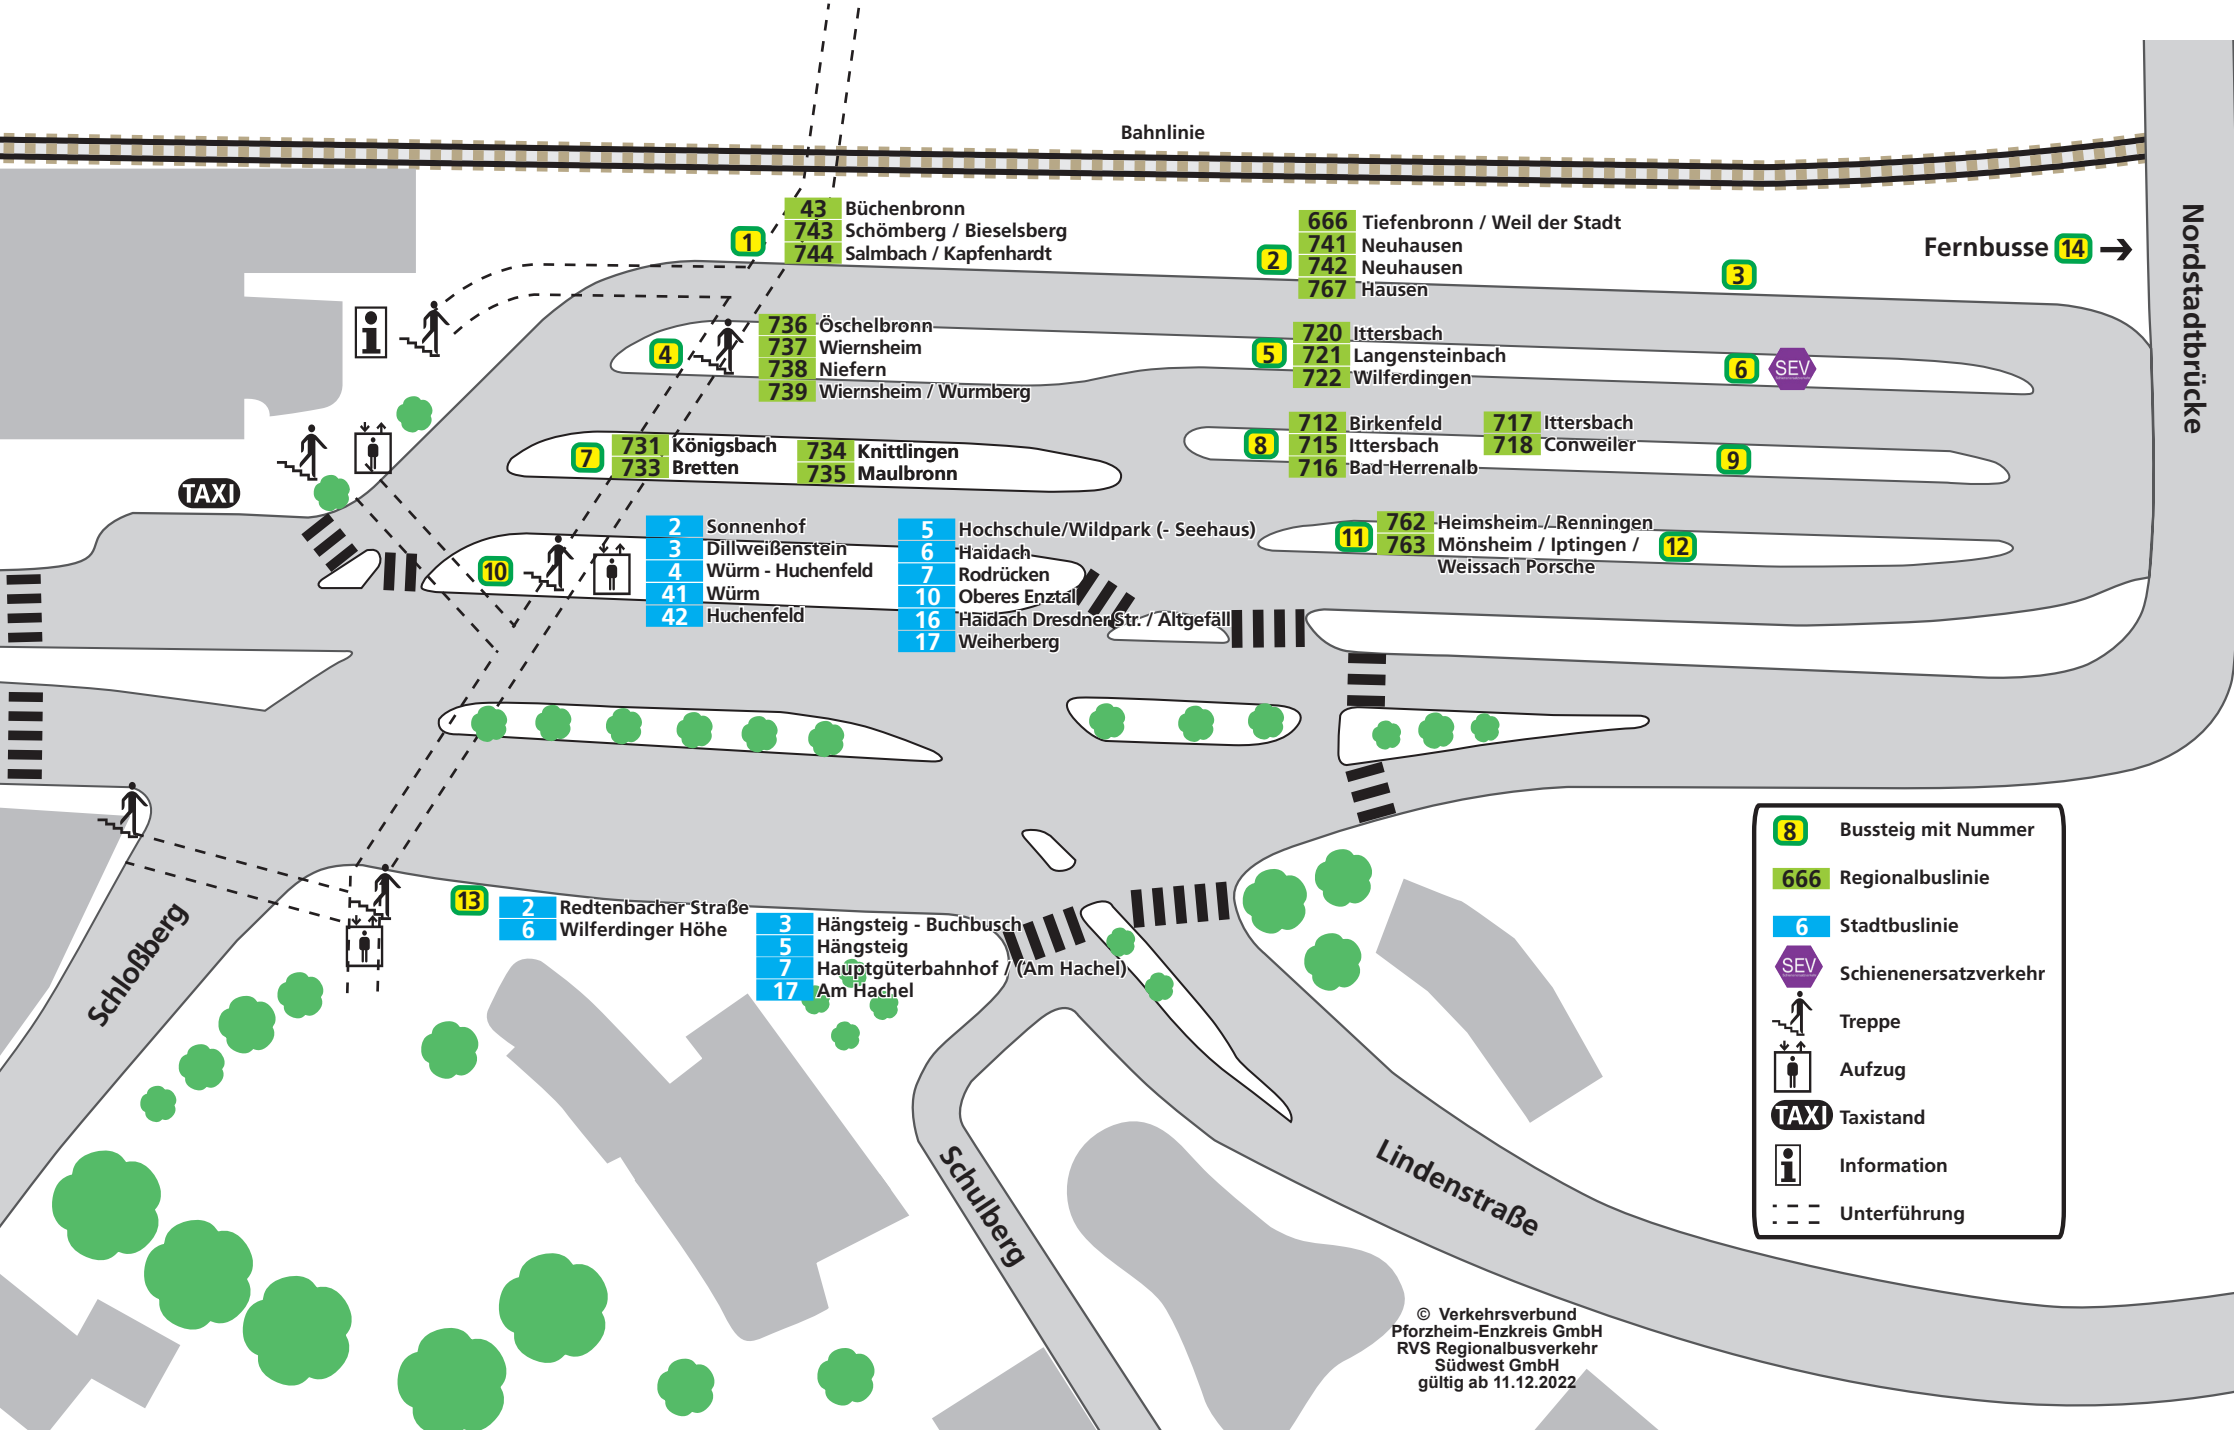 Bahnlinie
Nordstadtbrücke
1
43 Büchenbronn
743 Schömberg / Bieselsberg
744 Salmbach / Kapfenhardt
2
666 Tiefenbronn / Weil der Stadt
741 Neuhausen
742 Neuhausen
767 Hausen
3
Fernbusse 14
4
736 Öschelbronn
737 Wiernsheim
738 Niefern
739 Wiernsheim / Wurmberg
5
720 Ittersbach
721 Langensteinbach
722 Wilferdingen
6 SEV
7
731 Königsbach
733 Bretten
734 Knittlingen
735 Maulbronn
8
712 Birkenfeld
715 Ittersbach
716 Bad Herrenalb
717 Ittersbach
718 Conweiler
9
TAXI
10
2 Sonnenhof
3 Dillweißenstein
4 Würm - Huchenfeld
41 Würm
42 Huchenfeld
5 Hochschule/Wildpark (- Seehaus)
6 Haidach
7 Rodrücken
10 Oberes Enztal
16 Haidach Dresdner Str. / Altgefäll
17 Weiherberg
11
762 Heimsheim / Renningen
763 Mönsheim / Iptingen /
Weissach Porsche
12
13
2 Redtenbacher Straße
6 Wilferdinger Höhe
3 Hängsteig - Buchbusch
5 Hängsteig
7 Hauptgüterbahnhof / (Am Hachel)
17 Am Hachel
Schloßberg
Schulberg
Lindenstraße
8 Bussteig mit Nummer
666 Regionalbuslinie
6 Stadtbuslinie
SEV Schienenersatzverkehr
Treppe
Aufzug
TAXI Taxistand
i Information
Unterführung
© Verkehrsverbund
Pforzheim-Enzkreis GmbH
RVS Regionalbusverkehr
Südwest GmbH
gültig ab 11.12.2022